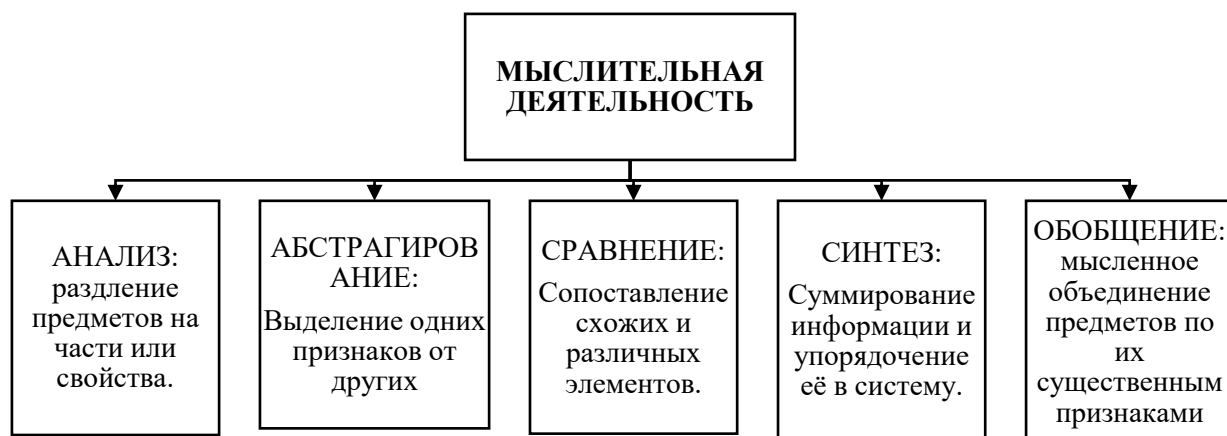 МЫСЛИТЕЛЬНАЯ
ДЕЯТЕЛЬНОСТЬ
АНАЛИЗ:
раздление
предметов на
части или
свойства.
АБСТРАГИРОВ
АНИЕ:
Выделение одних
признаков от
других
СРАВНЕНИЕ:
Сопоставление
схожих и
различных
элементов.
СИНТЕЗ:
Суммирование
информации и
упорядочение
её в систему.
ОБОБЩЕНИЕ:
мысленное
объединение
предметов по
их
существенным
признаками